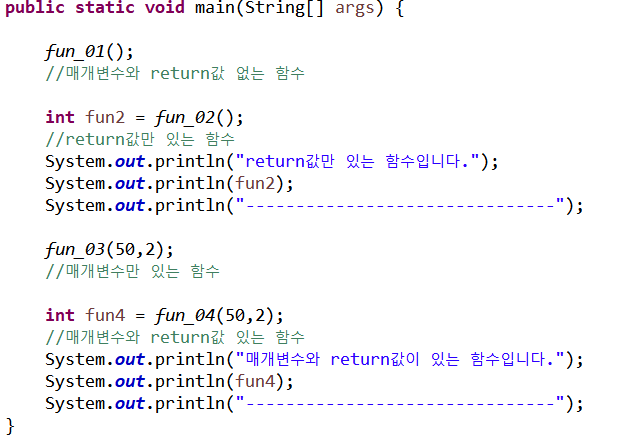 public static void main(String[] args) {
fun_01();
//매개변수와 return값 없는 함수
int fun2 = fun_02();
//return값만 있는 함수
System.out.println("return값만 있는 함수입니다.");
System.out.println(fun2);
System.out.println("-------------------------------");
fun_03(50,2);
//매개변수만 있는 함수
int fun4 = fun_04(50,2);
//매개변수와 return값 있는 함수
System.out.println("매개변수와 return값이 있는 함수입니다.");
System.out.println(fun4);
System.out.println("-------------------------------");
}